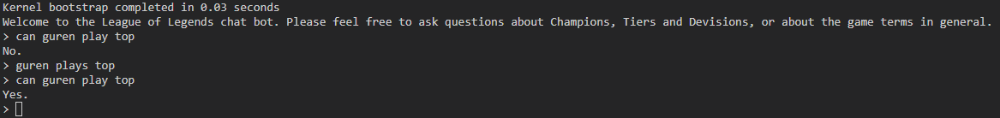 Kernel bootstrap completed in 0.03 seconds
Welcome to the League of Legends chat bot. Please feel free to ask questions about Champions, Tiers and Devisions, or about the game terms in general.
> can guren play top
No.
> guren plays top
> can guren play top
Yes.
>